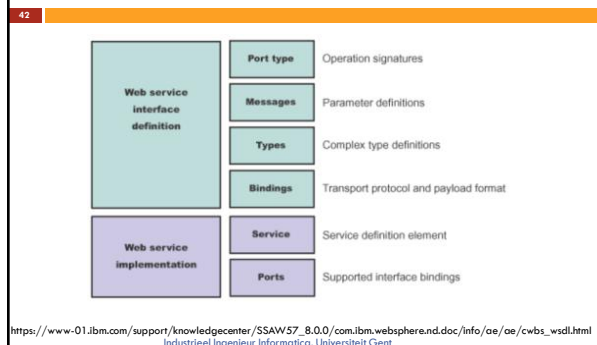 42
Web service
interface
definition
Port type
Operation signatures
Messages
Parameter definitions
Types
Complex type definitions
Bindings
Transport protocol and payload format
Web service
implementation
Service
Service definition element
Ports
Supported interface bindings
https://www-01.ibm.com/support/knowledgecenter/SSAW57_8.0.0/com.ibm.websphere.nd.doc/info/ae/ae/cwbs_wsdl.html
Industrieel Ingenieur Informatica, Universiteit Gent